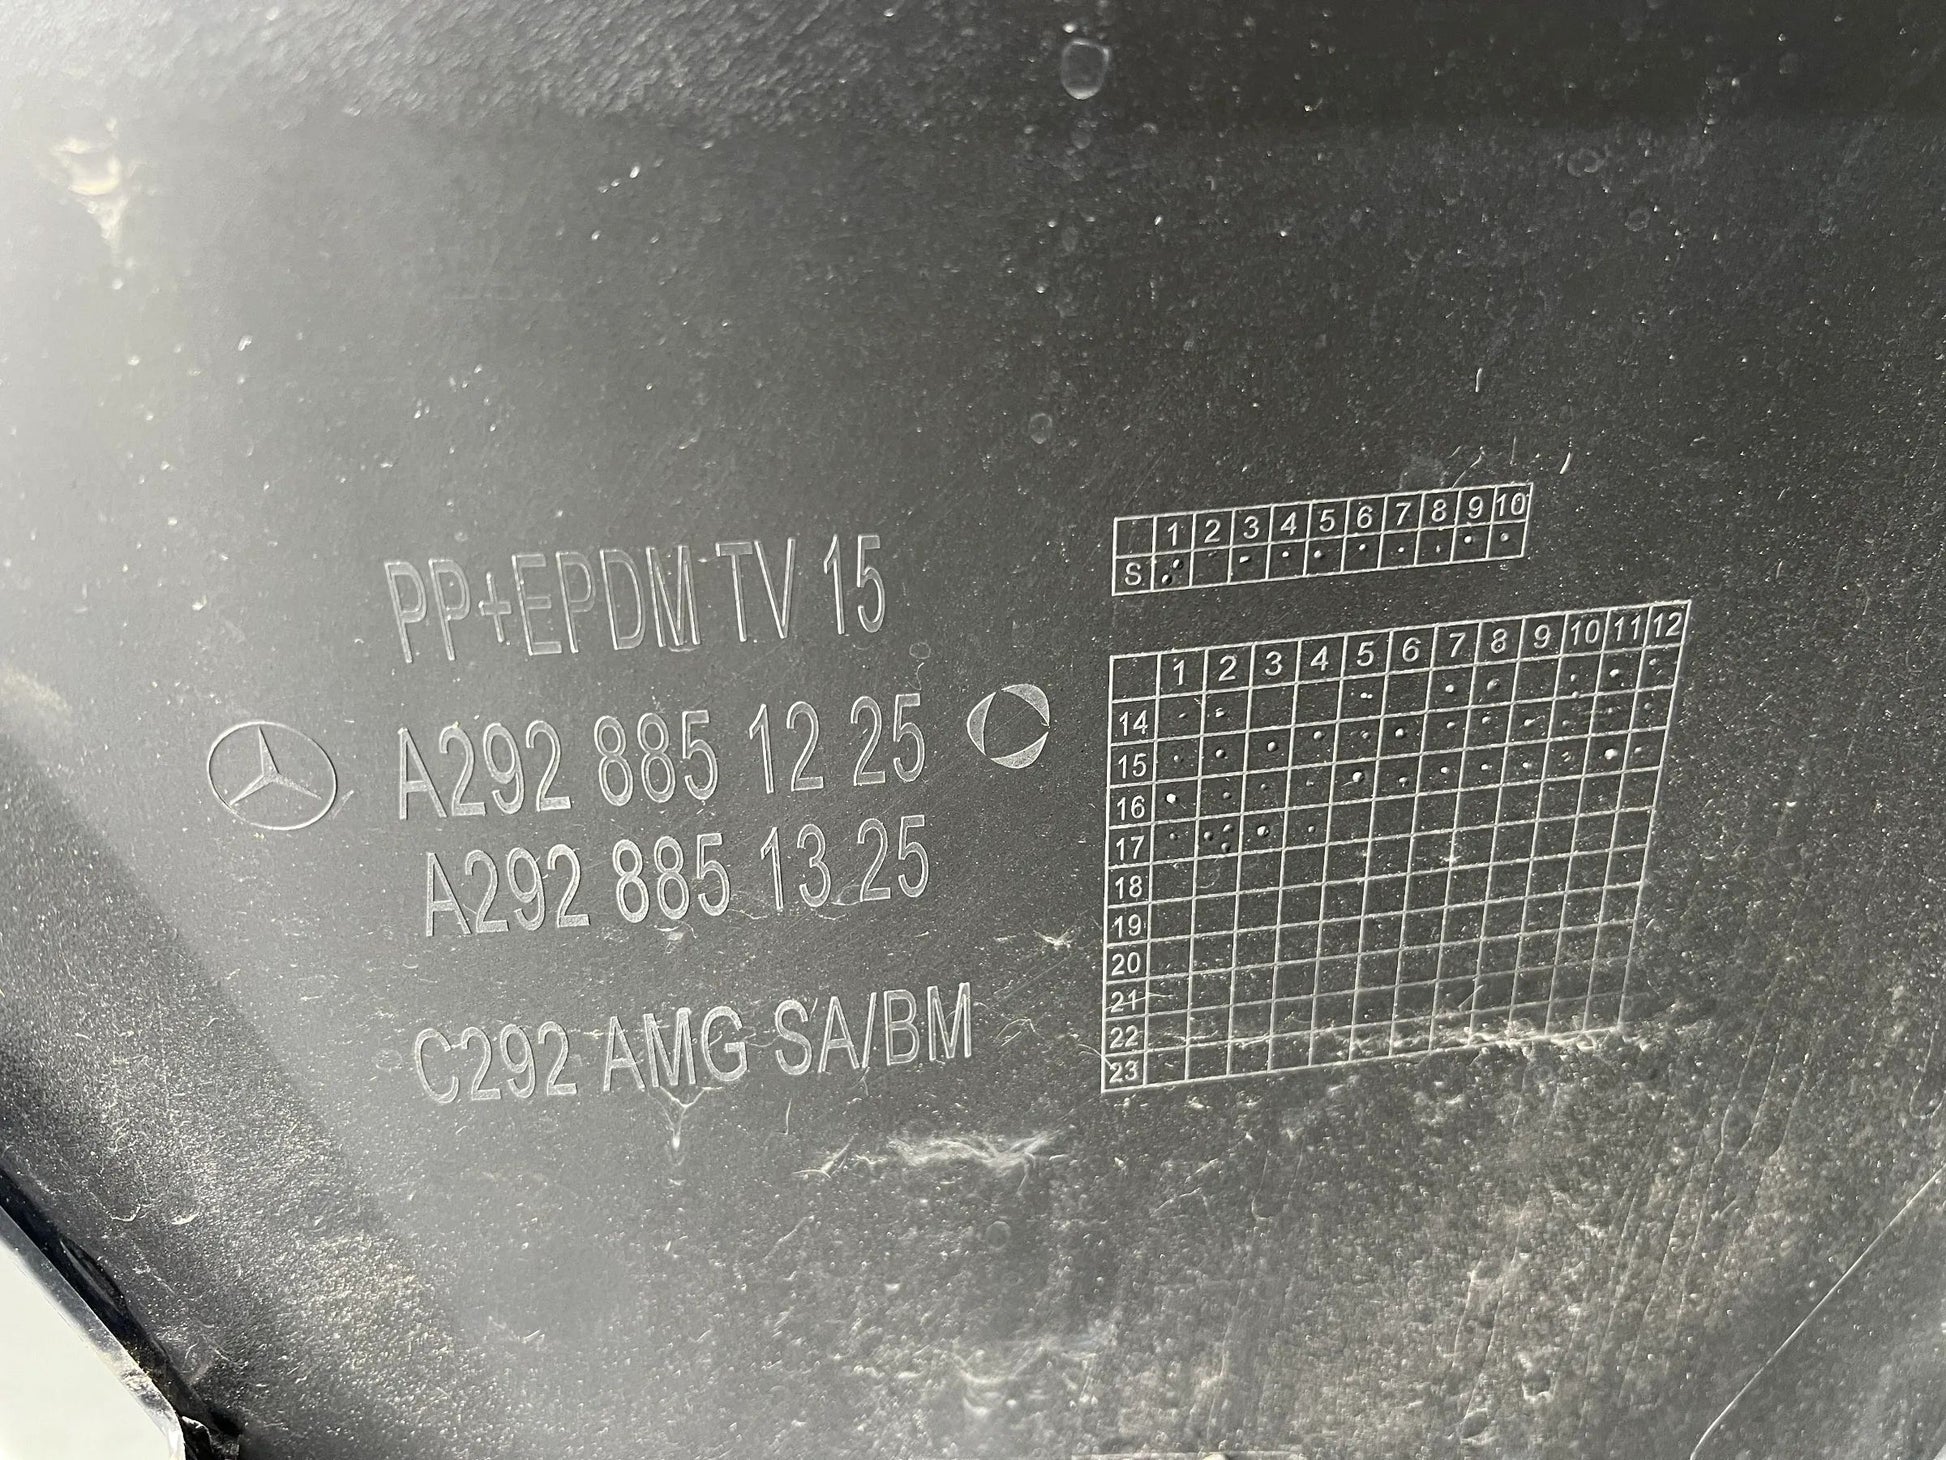 PP+EPDM TV 15
A292 885 12 25
A292 885 13 25
C292 AMG SA/BM
1 2 3 4 5 6 7 8 9 10
S
1 2 3 4 5 6 7 8 9 10 11 12
14
15
16
17
18
19
20
21
22
23